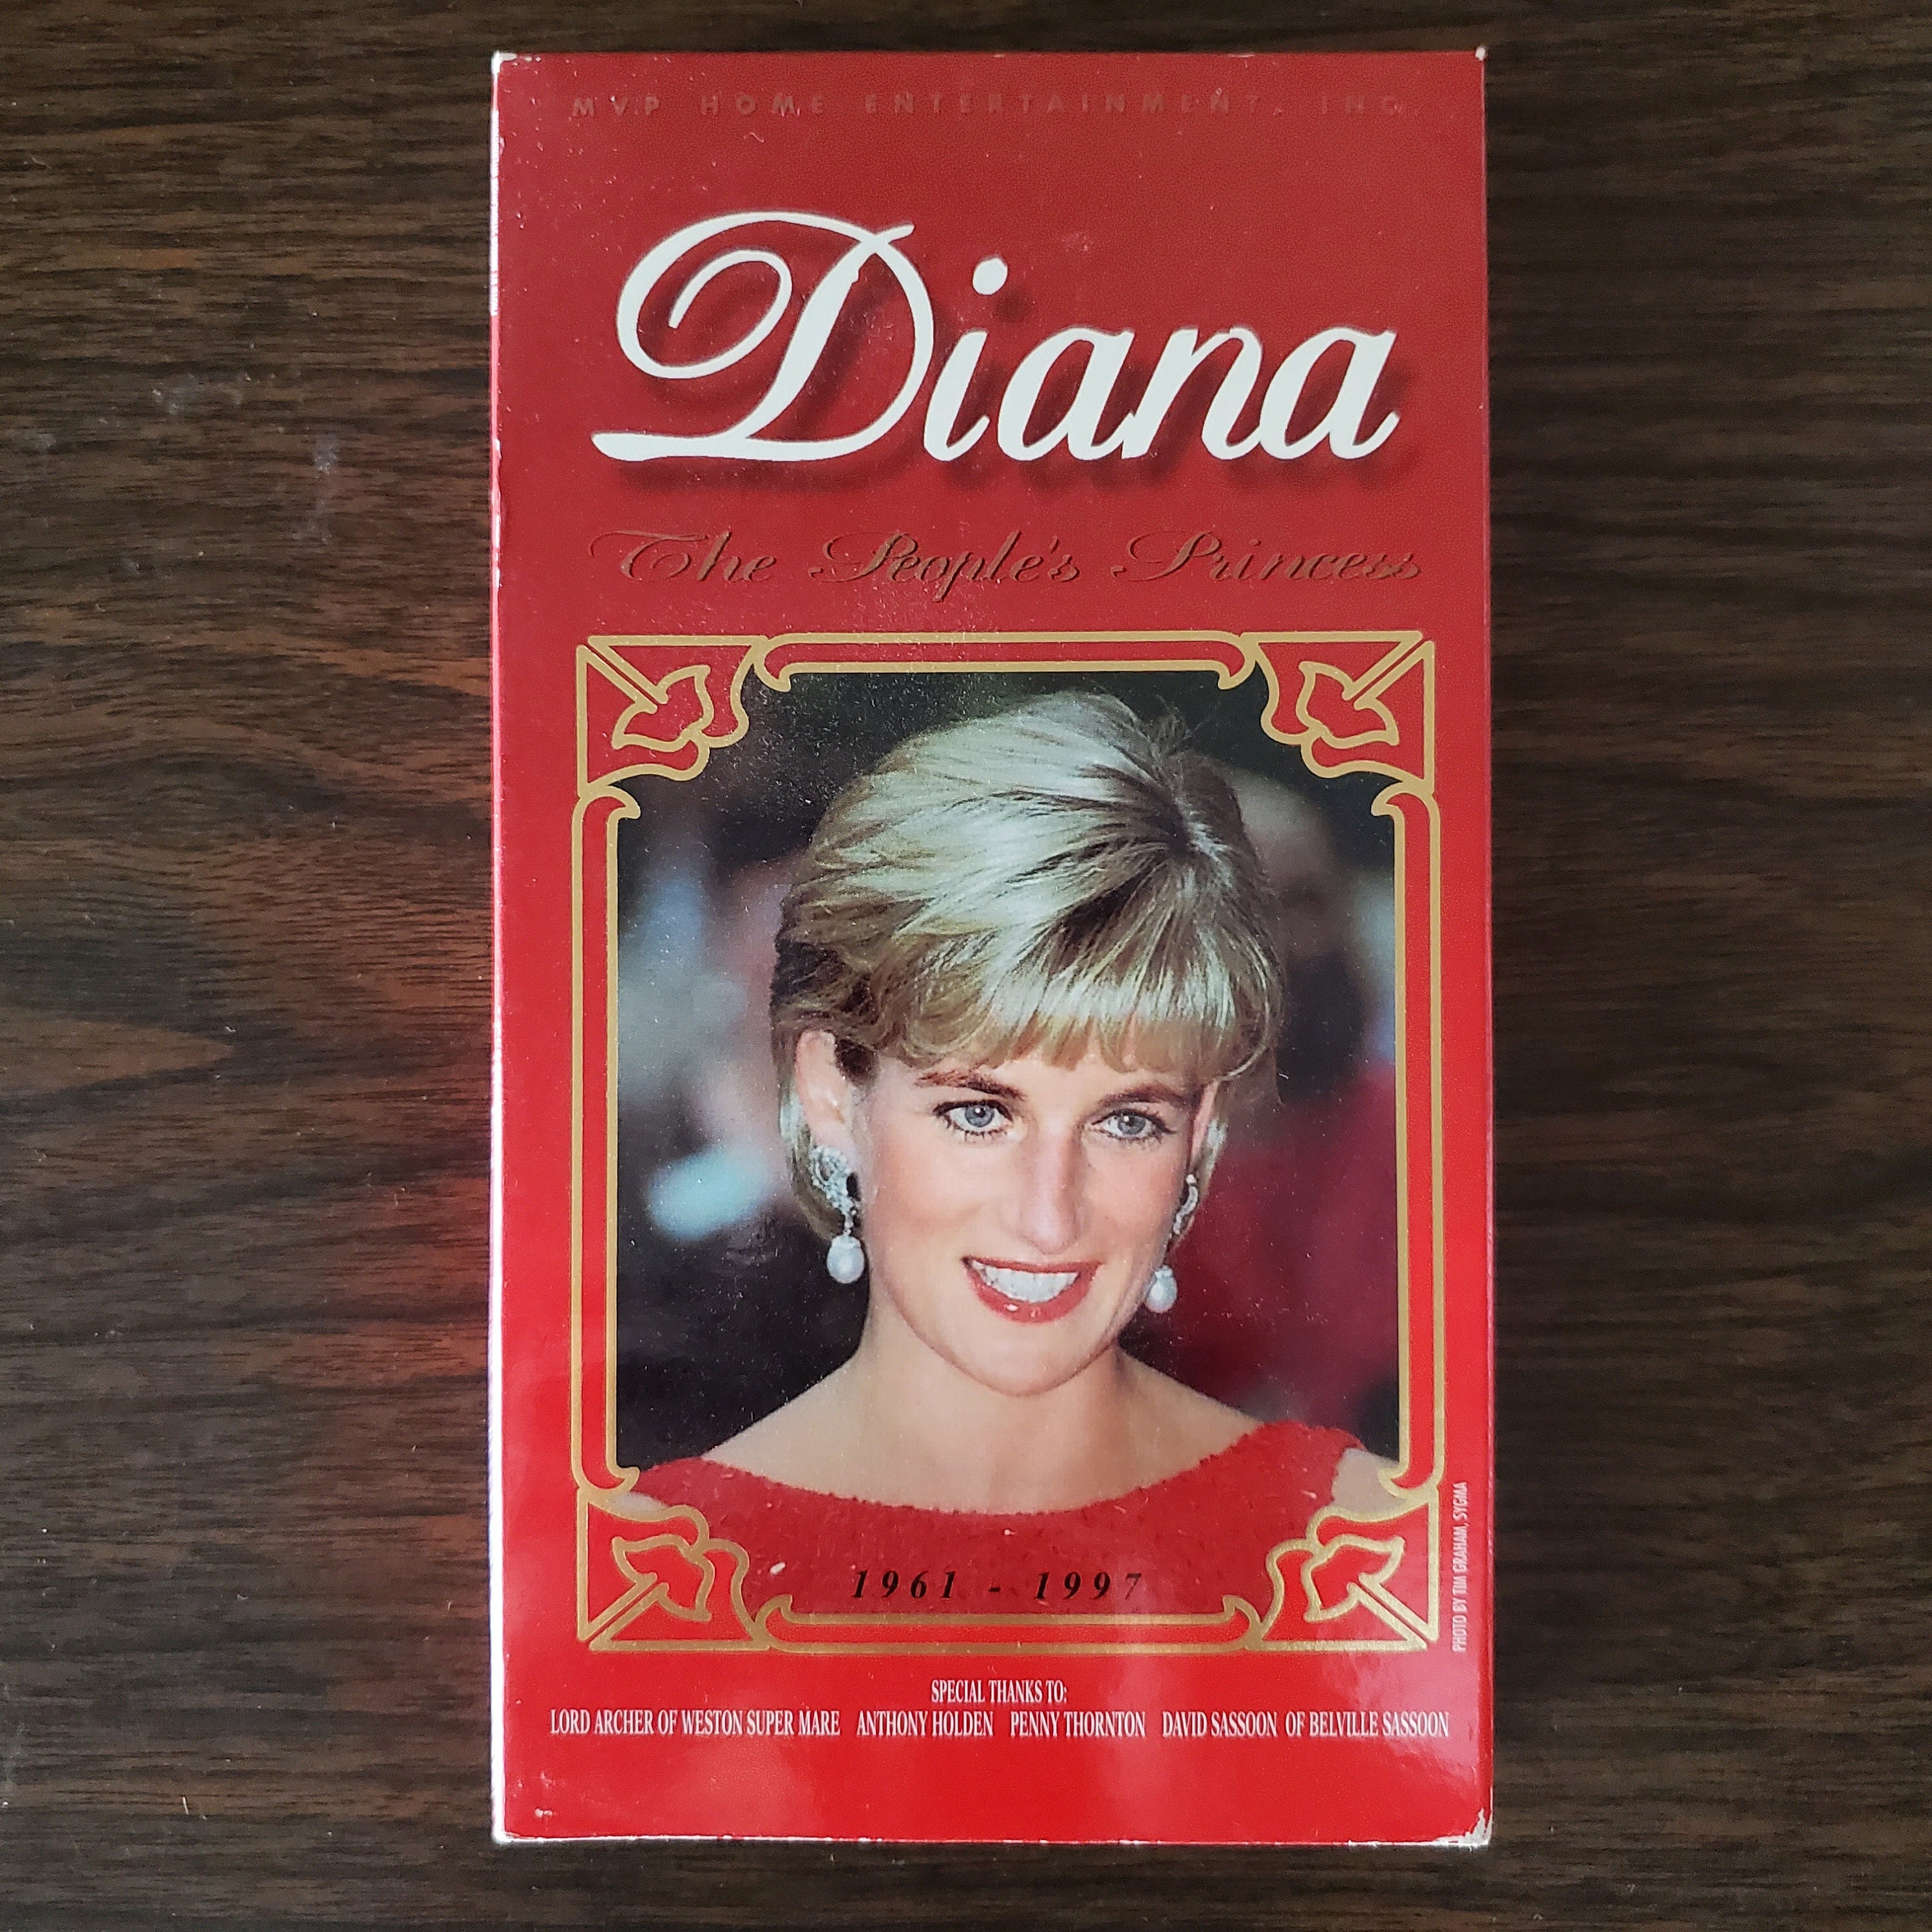 MVP HOME ENTERTAINMENT, INC.
Diana
The People's Princess
1961 - 1997
PHOTO BY TIM GRAHAM, SYGMA
SPECIAL THANKS TO:
LORD ARCHER OF WESTON SUPER MARE ANTHONY HOLDEN PENNY THORNTON DAVID SASSOON OF BELVILLE SASSOON